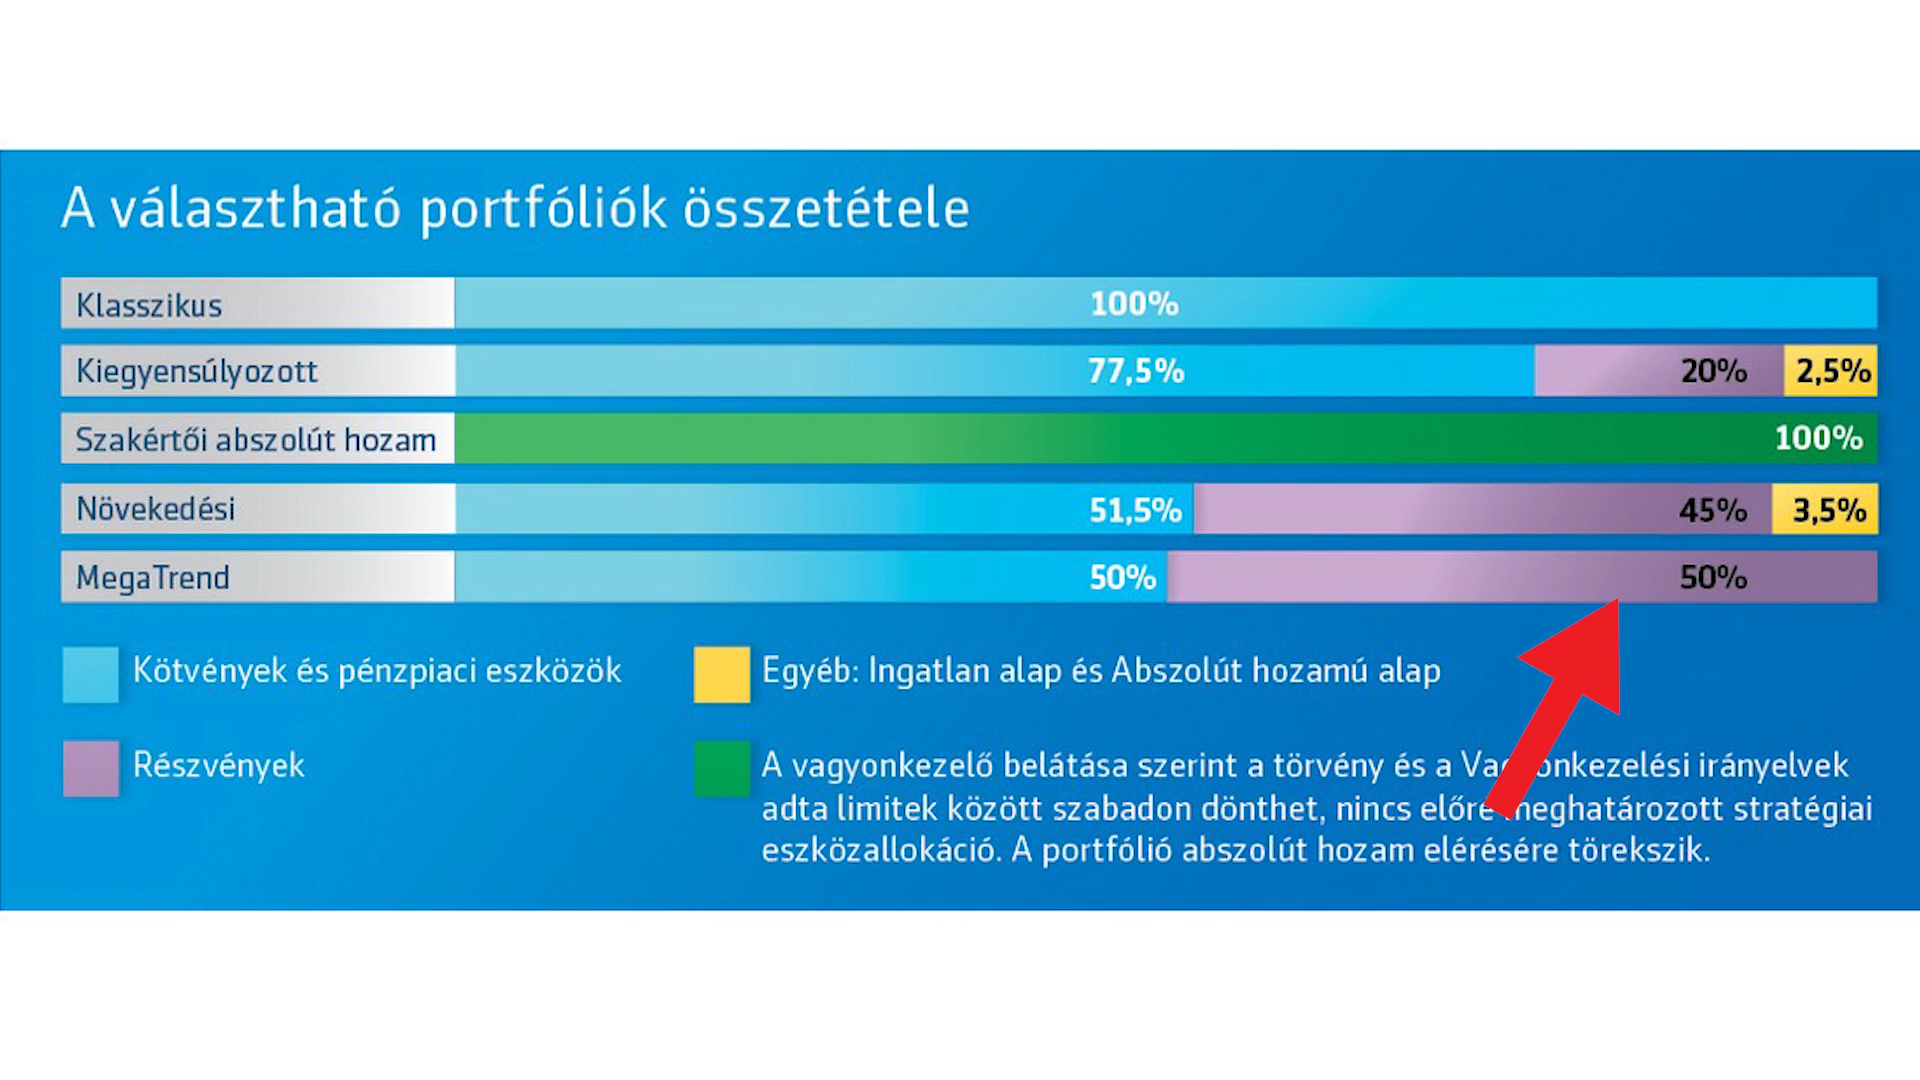 A választható portfóliók összetétele
Klasszikus 100%
Kiegyensúlyozott 77,5% 20% 2,5%
Szakértői abszolút hozam 100%
Növekedési 51,5% 45% 3,5%
MegaTrend 50% 50%
Kötvények és pénzpiaci eszközök
Egyéb: Ingatlan alap és Abszolút hozamú alap
Részvények
A vagyonkezelő belátása szerint a törvény és a Vagyonkezelési irányelvek
adta limitek között szabadon dönthet, nincs előre meghatározott stratégiai
eszközallokáció. A portfólió abszolút hozam elérésére törekszik.